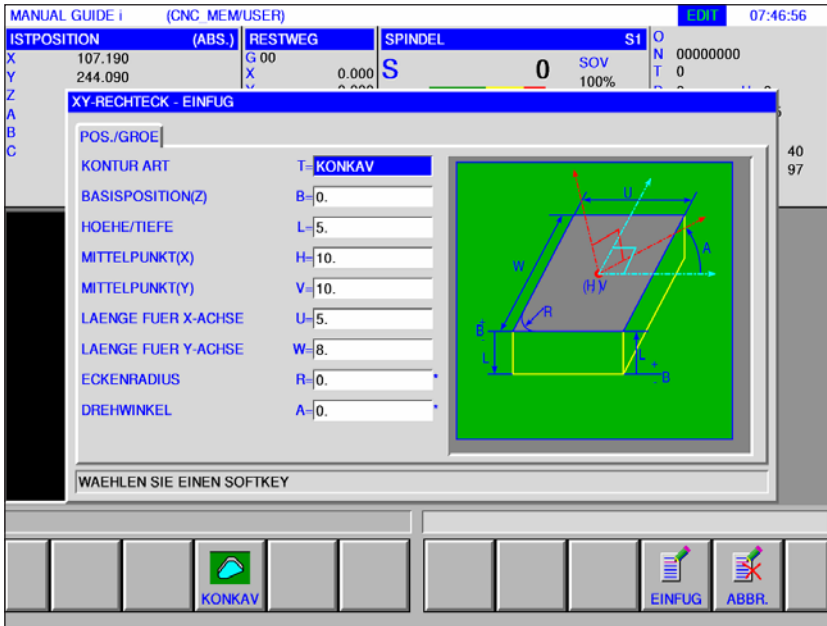 MANUAL GUIDE i (CNC_MEM/USER) EDIT 07:46:56
ISTPOSITION (ABS.) RESTWEG SPINDEL S1 O
X 107.190 G 00 S 0 SOV N 00000000
Y 244.090 X 0.000 100% T 0
Z
A
B
C
40
97
XY-RECHTECK - EINFUG
POS./GROE
KONTUR ART T= KONKAV
BASISPOSITION(Z) B= 0.
HOEHE/TIEFE L= 5.
MITTELPUNKT(X) H= 10.
MITTELPUNKT(Y) V= 10.
LAENGE FUER X-ACHSE U= 5.
LAENGE FUER Y-ACHSE W= 8.
ECKENRADIUS R= 0. *
DREHWINKEL A= 0. *
U
W
A
(H)V
R
B
+
-
L
L
+
- B
WAEHLEN SIE EINEN SOFTKEY
KONKAV EINFUG ABBR.